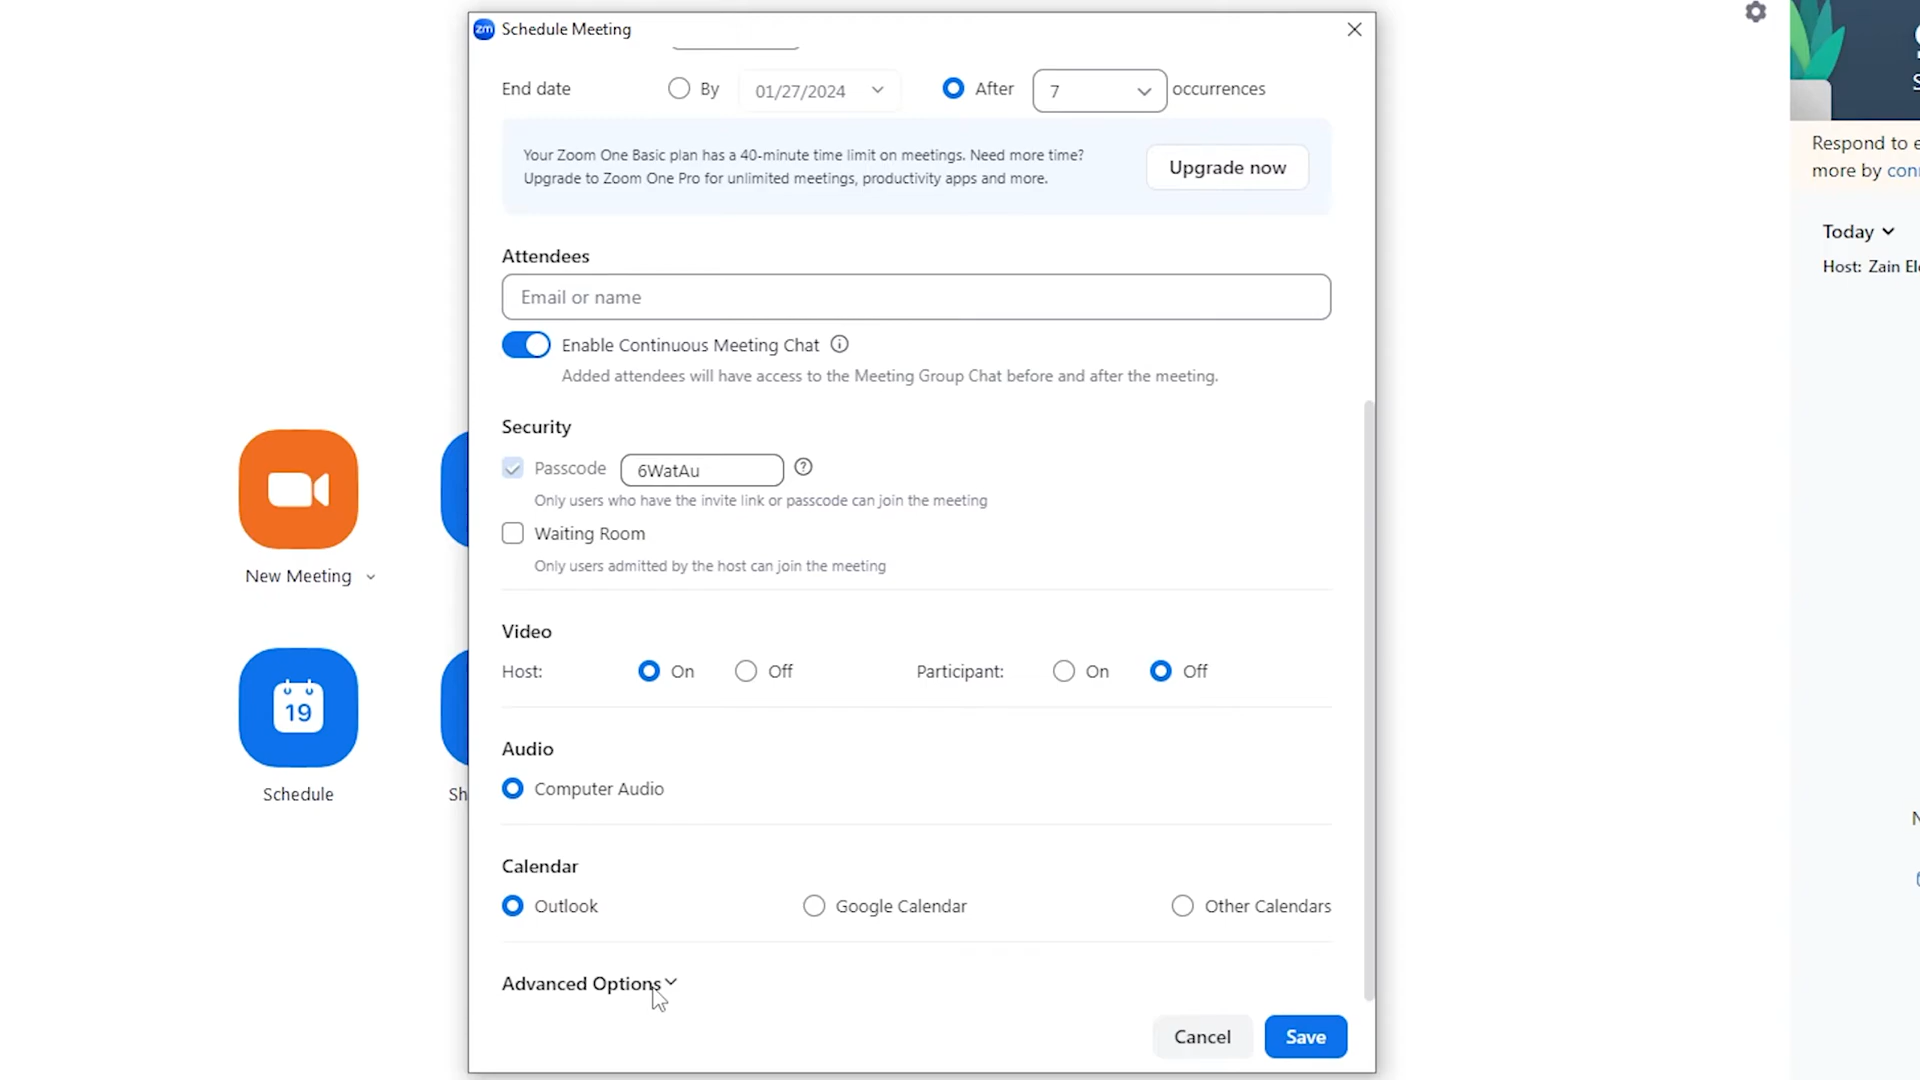 zm Schedule Meeting
End date By 01/27/2024 After 7 occurrences
Your Zoom One Basic plan has a 40-minute time limit on meetings. Need more time?
Upgrade to Zoom One Pro for unlimited meetings, productivity apps and more.
Upgrade now
Attendees
Email or name
Enable Continuous Meeting Chat
Added attendees will have access to the Meeting Group Chat before and after the meeting.
Security
Passcode 6WatAu
Only users who have the invite link or passcode can join the meeting
Waiting Room
Only users admitted by the host can join the meeting
Video
Host: On Off Participant: On Off
Audio
Computer Audio
Calendar
Outlook Google Calendar Other Calendars
Advanced Options
Cancel Save
New Meeting
19
Schedule
Sh
Respond to e
more by conn
Today
Host: Zain El